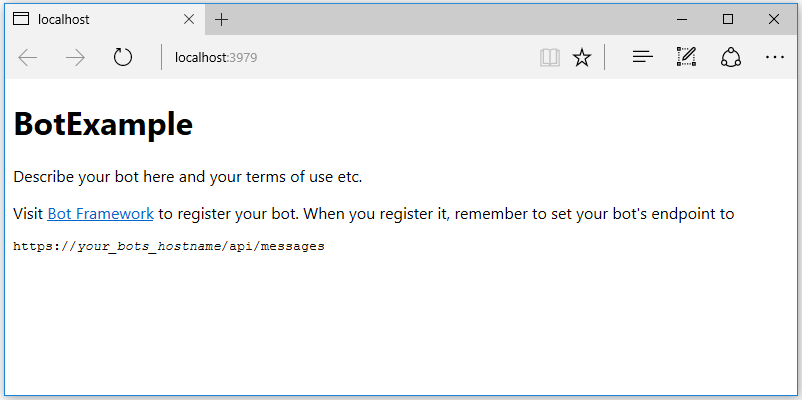 localhost
localhost:3979
BotExample
Describe your bot here and your terms of use etc.
Visit Bot Framework to register your bot. When you register it, remember to set your bot's endpoint to
https://your_bots_hostname/api/messages